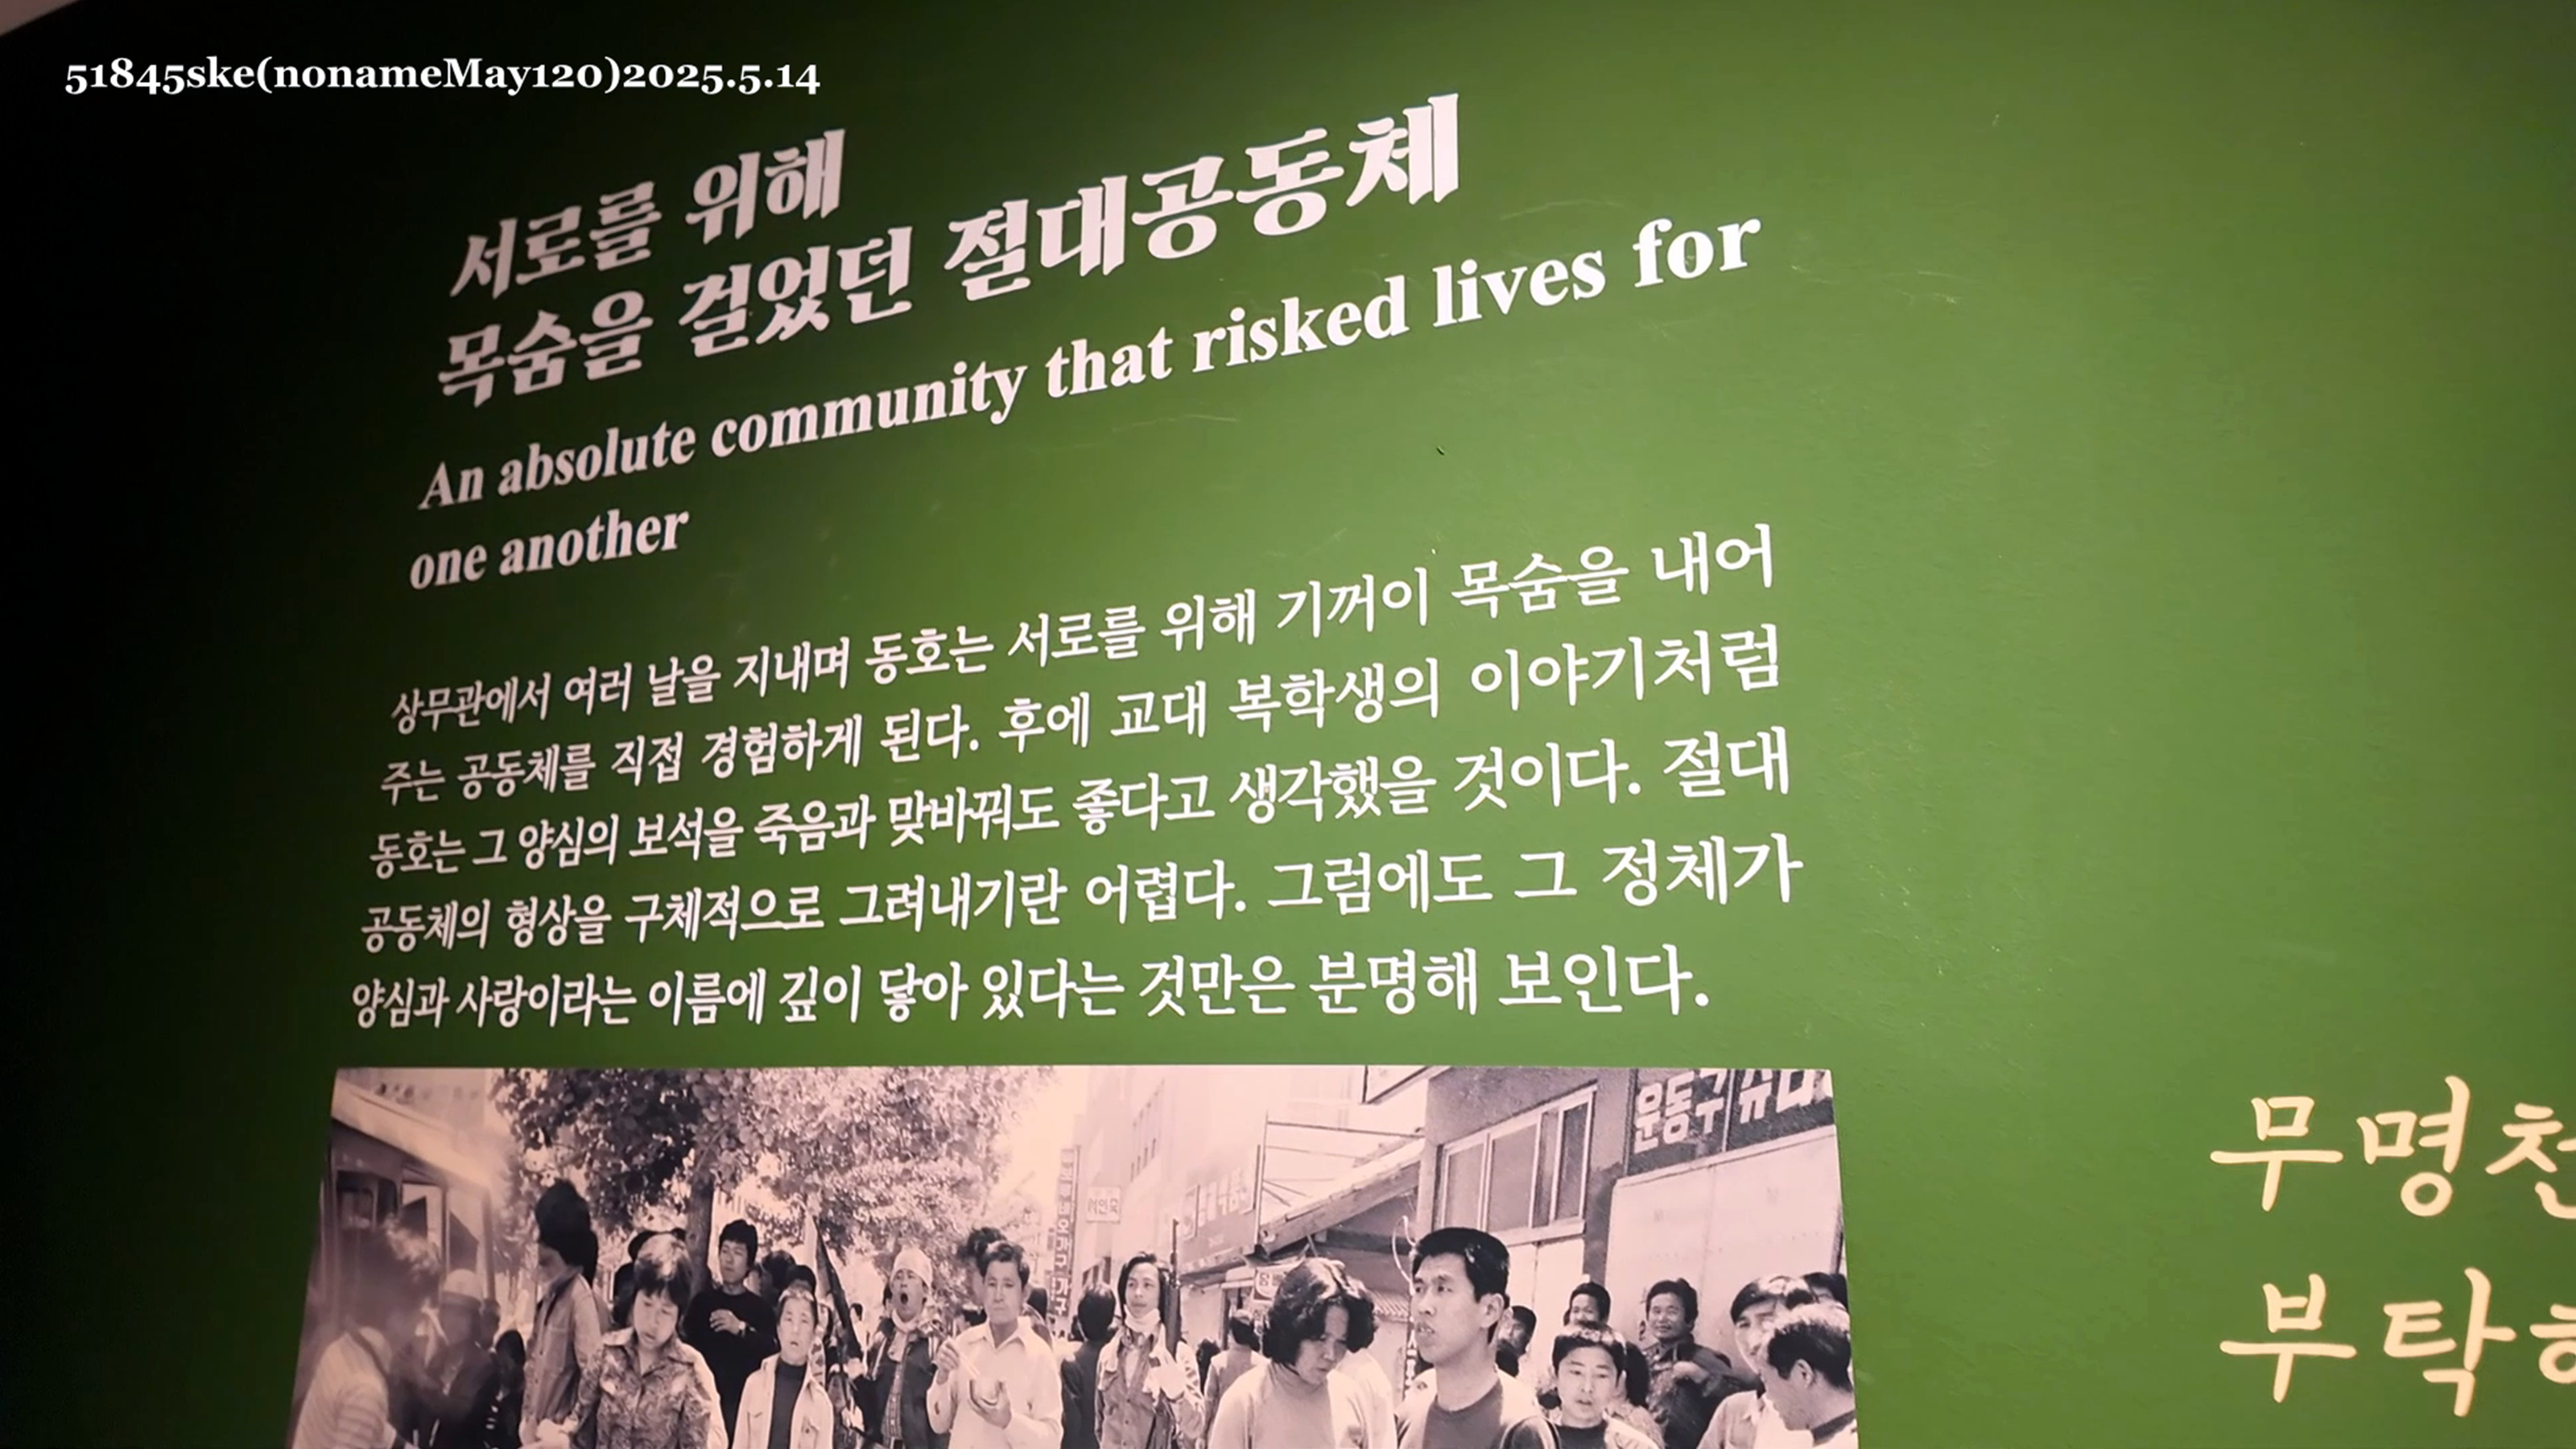 51845ske(nonameMay120)2025.5.14
서로를 위해
목숨을 걸었던 절대공동체
An absolute community that risked lives for
one another
상무관에서 여러 날을 지내며 동호는 서로를 위해 기꺼이 목숨을 내어
주는 공동체를 직접 경험하게 된다. 후에 교대 복학생의 이야기처럼
동호는 그 양심의 보석을 죽음과 맞바꿔도 좋다고 생각했을 것이다. 절대
공동체의 형상을 구체적으로 그려내기란 어렵다. 그럼에도 그 정체가
양심과 사랑이라는 이름에 깊이 닿아 있다는 것만은 분명해 보인다.
운동구
여인숙
무명
부탁